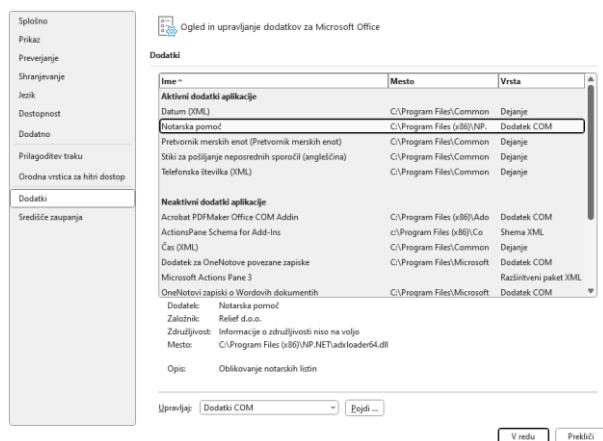 Splošno
Prikaz
Preverjanje
Shranjevanje
Jezik
Dostopnost
Dodatno
Prilagoditev traku
Orodna vrstica za hitri dostop
Dodatki
Središče zaupanja
Ogled in upravljanje dodatkov za Microsoft Office
Dodatki
Ime Mesto Vrsta
Aktivni dodatki aplikacije
Datum (XML) C:\Program Files\Common Dejanje
Notarska pomoč C:\Program Files (x86)\NP. Dodatek COM
Pretvornik merskih enot (Pretvornik merskih enot) C:\Program Files\Common Dejanje
Stiki za pošiljanje neposrednih sporočil (angleščina) C:\Program Files\Common Dejanje
Telefonska številka (XML) C:\Program Files\Common Dejanje
Neaktivni dodatki aplikacije
Acrobat PDFMaker Office COM Addin C:\Program Files (x86)\Ado Dodatek COM
ActionsPane Schema for Add-Ins c:\Program Files (x86)\Co Shema XML
Čas (XML) C:\Program Files\Common Dejanje
Dodatek za OneNotove povezane zapiske C:\Program Files\Microsoft Dodatek COM
Microsoft Actions Pane 3 Razširitveni paket XML
OneNotovi zapiski o Wordovih dokumentih C:\Program Files\Microsoft Dodatek COM
Dodatek: Notarska pomoč
Založnik: Relief d.o.o.
Združljivost: Informacije o združljivosti niso na voljo
Mesto: C:\Program Files (x86)\NP.NET\adxloader64.dll
Opis: Oblikovanje notarskih listin
Upravljaj: Dodatki COM Pojdi ...
V redu Prekliči